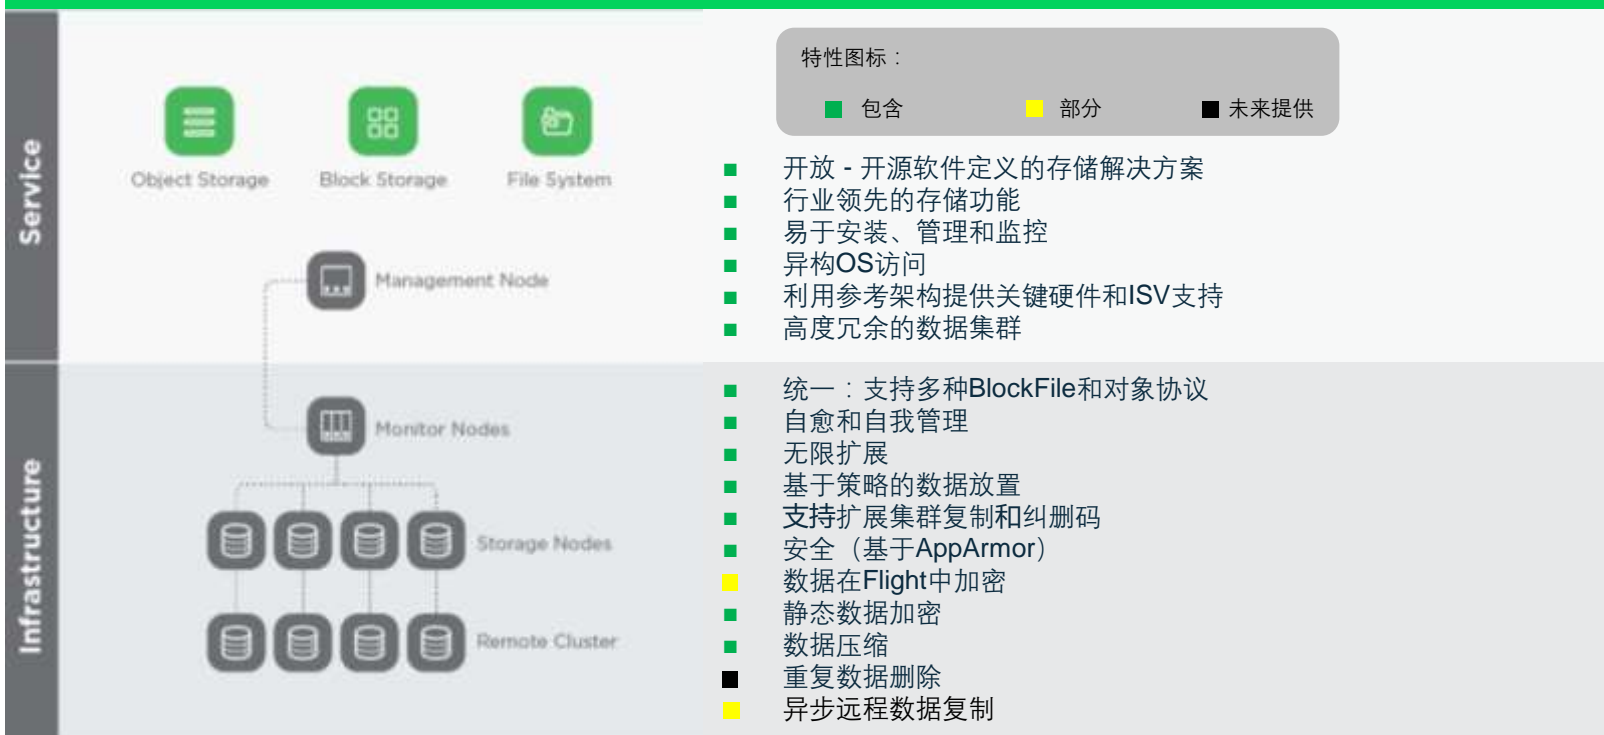 Service
Object Storage
Block Storage
File System
Management Node
特性图标：
包含
部分
未来提供
开放 - 开源软件定义的存储解决方案
行业领先的存储功能
易于安装、管理和监控
异构OS访问
利用参考架构提供关键硬件和ISV支持
高度冗余的数据集群
Infrastructure
Monitor Nodes
Storage Nodes
Remote Cluster
统一：支持多种BlockFile和对象协议
自愈和自我管理
无限扩展
基于策略的数据放置
支持扩展集群复制和纠删码
安全（基于AppArmor）
数据在Flight中加密
静态数据加密
数据压缩
重复数据删除
异步远程数据复制